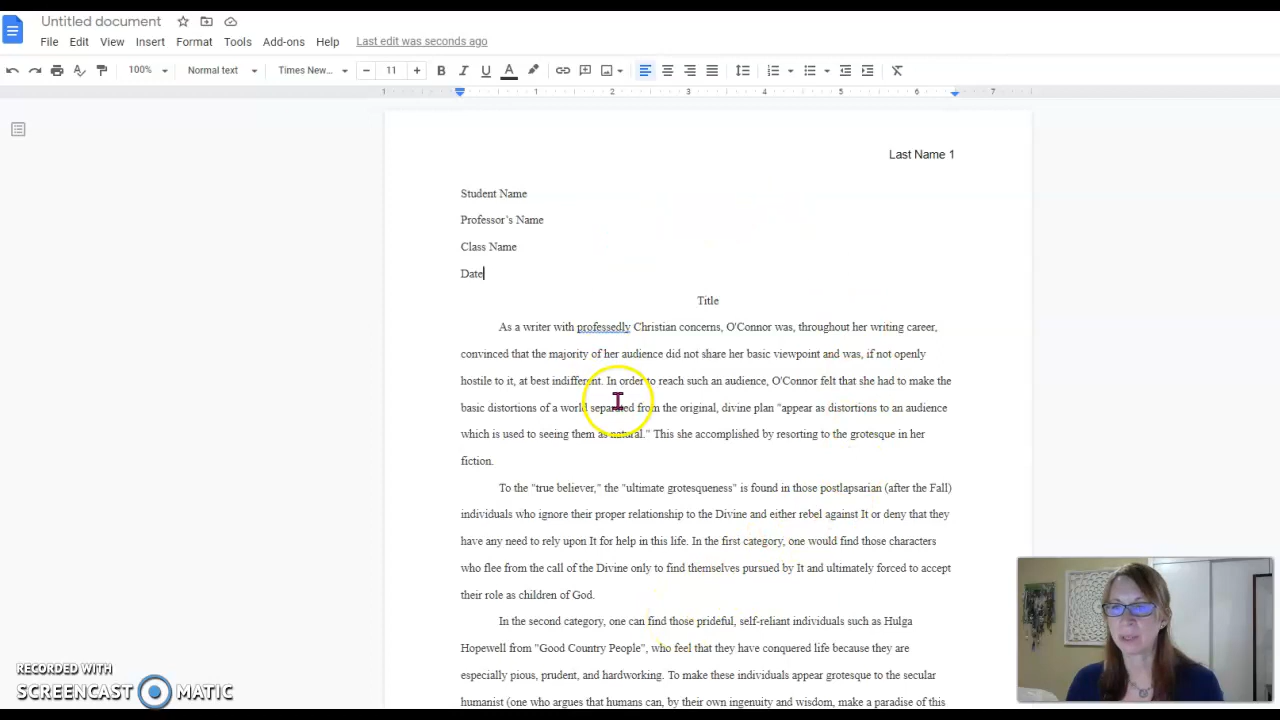 Untitled document
File Edit View Insert Format Tools Add-ons Help Last edit was seconds ago
100% Normal text Times New... 11 B I U A
1 1 2 3 4 5 6 7
Last Name 1
Student Name
Professor's Name
Class Name
Date
Title
As a writer with professedly Christian concerns, O'Connor was, throughout her writing career,
convinced that the majority of her audience did not share her basic viewpoint and was, if not openly
hostile to it, at best indifferent. In order to reach such an audience, O'Connor felt that she had to make the
basic distortions of a world separated from the original, divine plan "appear as distortions to an audience
which is used to seeing them as natural." This she accomplished by resorting to the grotesque in her
fiction.
To the "true believer," the "ultimate grotesqueness" is found in those postlapsarian (after the Fall)
individuals who ignore their proper relationship to the Divine and either rebel against It or deny that they
have any need to rely upon It for help in this life. In the first category, one would find those characters
who flee from the call of the Divine only to find themselves pursued by It and ultimately forced to accept
their role as children of God.
In the second category, one can find those prideful, self-reliant individuals such as Hulga
Hopewell from "Good Country People", who feel that they have conquered life because they are
especially pious, prudent, and hardworking. To make these individuals appear grotesque to the secular
humanist (one who argues that humans can, by their own ingenuity and wisdom, make a paradise of this
RECORDED WITH
SCREENCAST MATIC